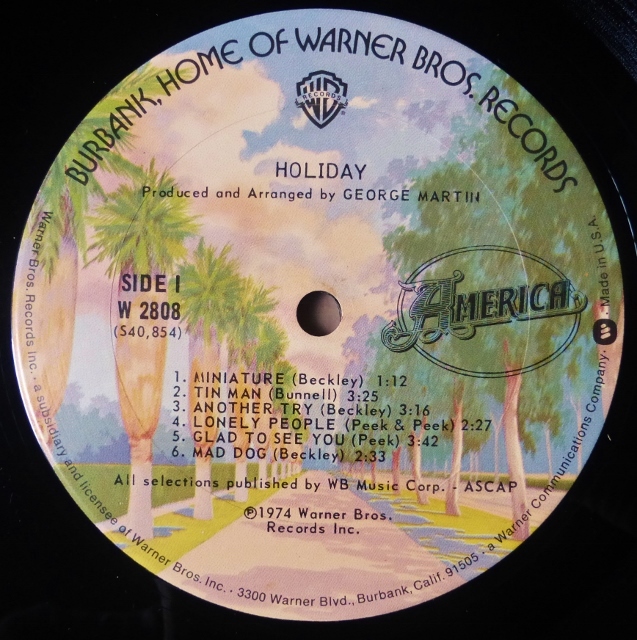 BURBANK, HOME OF WARNER BROS. RECORDS
WB
RECORDS
HOLIDAY
Produced and Arranged by GEORGE MARTIN
SIDE I
W 2808
(S40,854)
AMERICA
1. MINIATURE (Beckley) 1:12
2. TIN MAN (Bunnell) 3:25
3. ANOTHER TRY (Beckley) 3:16
4. LONELY PEOPLE (Peek & Peek) 2:27
5. GLAD TO SEE YOU (Peek) 3:42
6. MAD DOG (Beckley) 2:33
All selections published by WB Music Corp. - ASCAP
℗1974 Warner Bros.
Records Inc.
Warner Bros. Records Inc. · a subsidiary and licensee of Warner Bros. Inc. · 3300 Warner Blvd., Burbank, Calif. 91505 · a Warner Communications Company · Made in U.S.A.